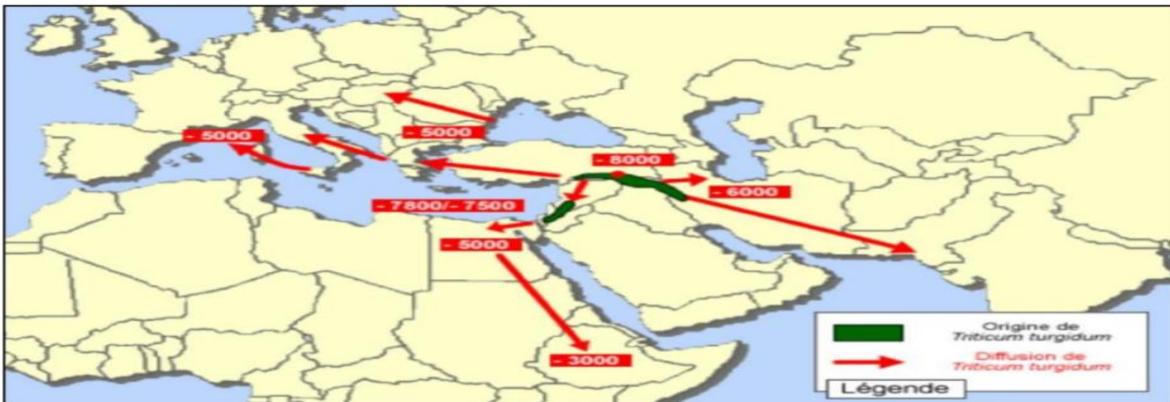 - 5000
- 5000
- 8000
- 6000
- 7800/- 7500
- 5000
- 3000
Origine de
Triticum turgidum
Diffusion de
Triticum turgidum
Légende